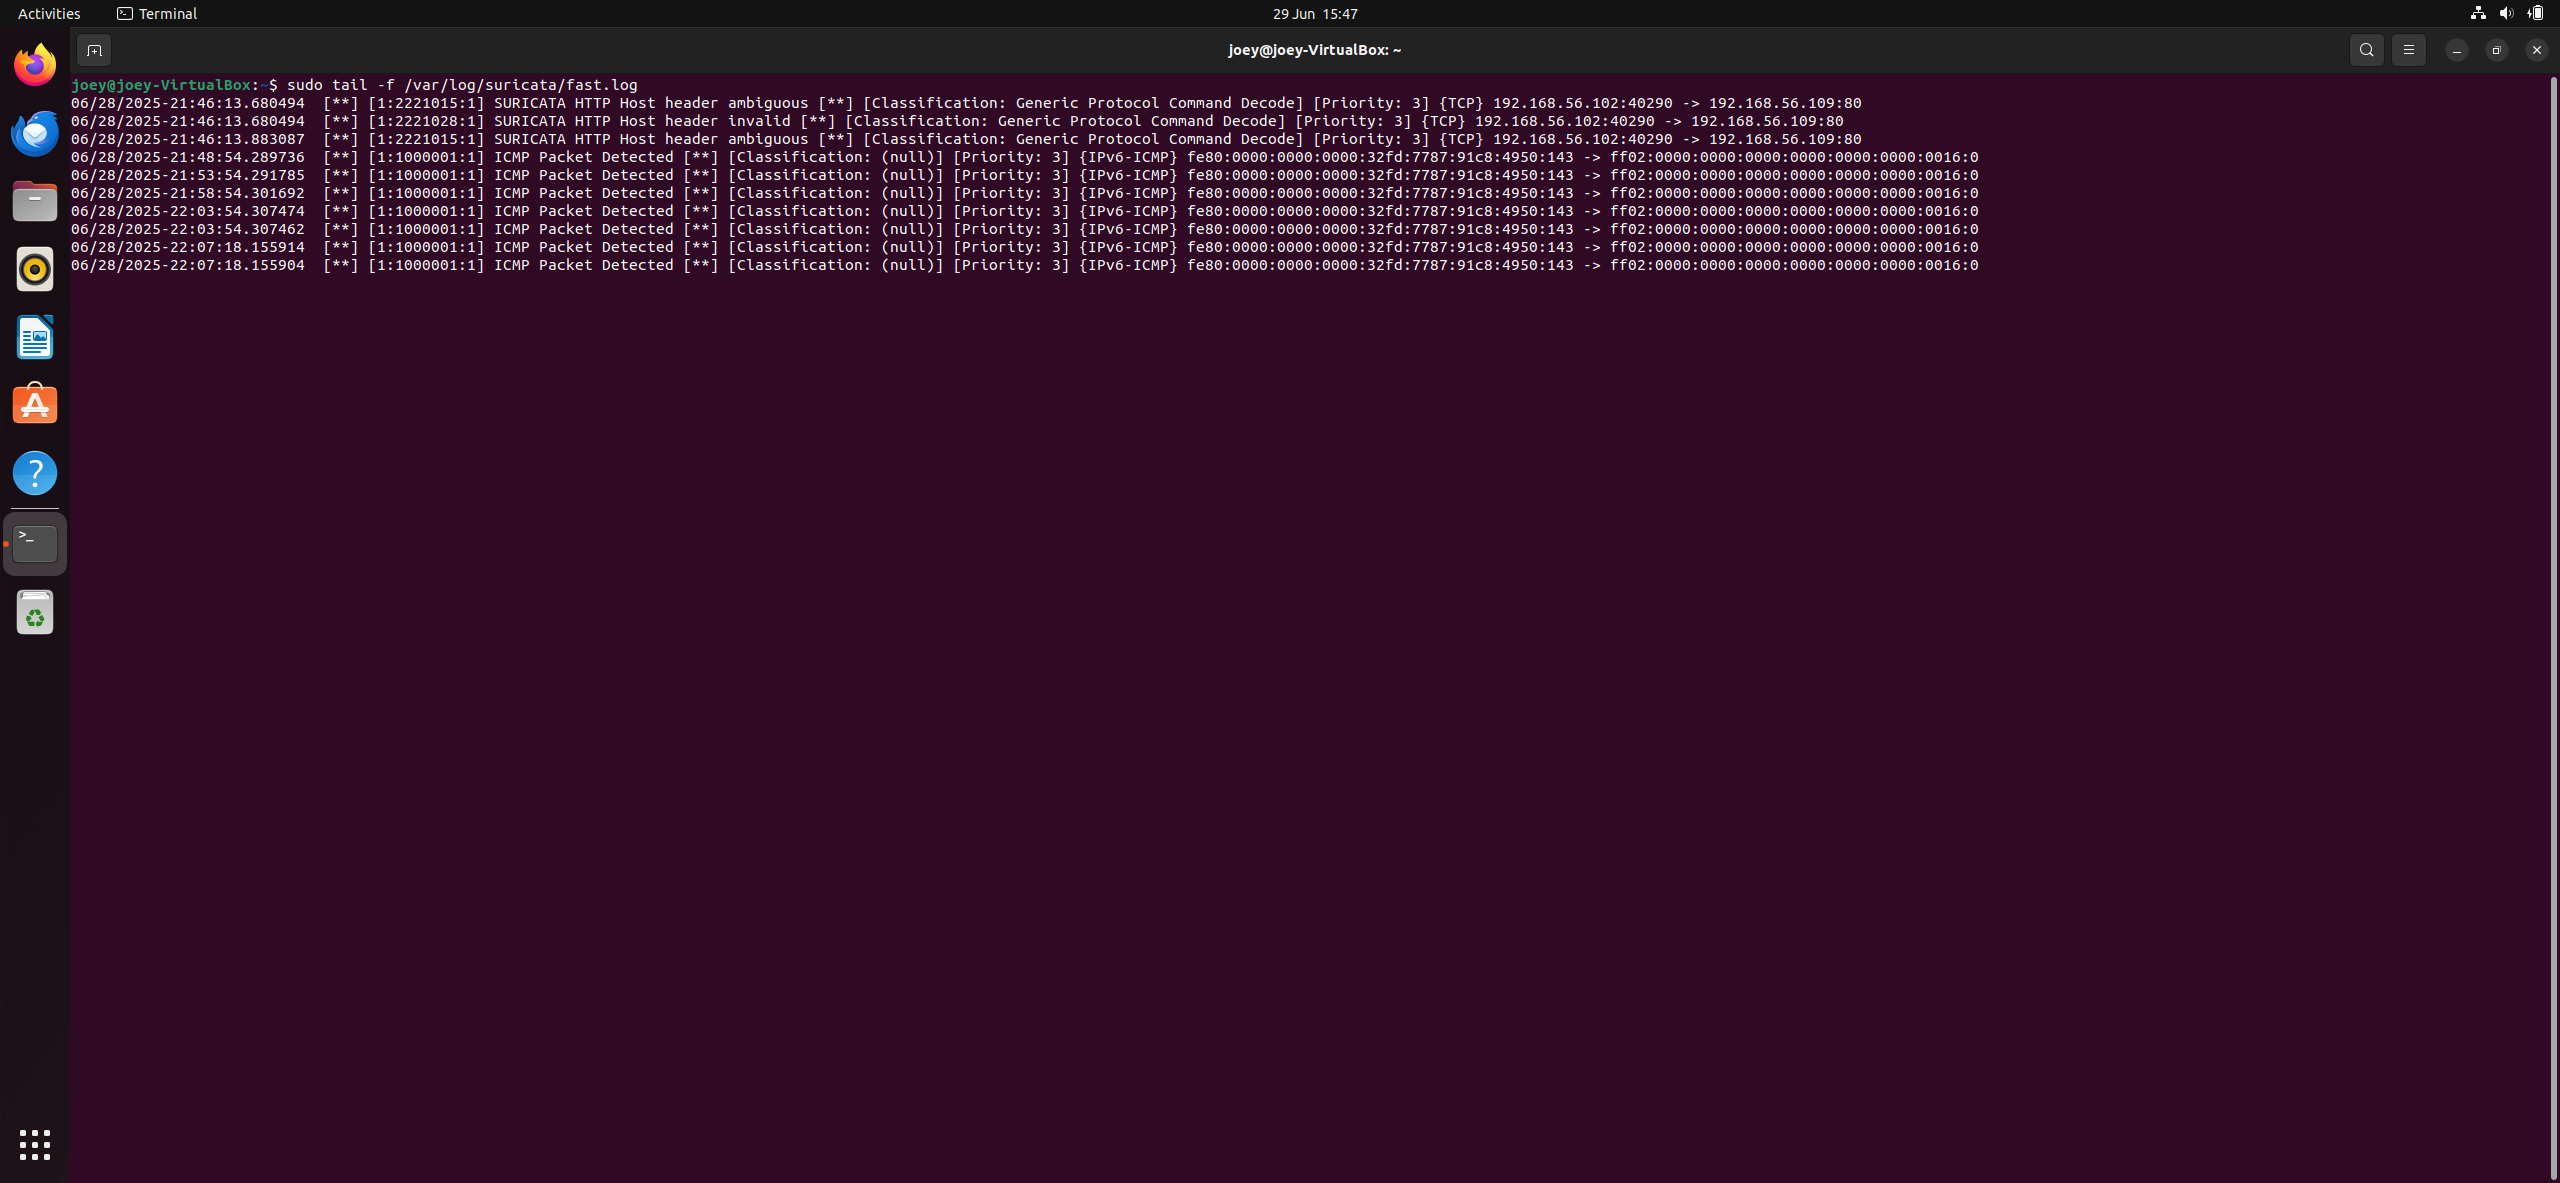 Activities Terminal 29 Jun 15:47
joey@joey-VirtualBox: ~
joey@joey-VirtualBox:~$ sudo tail -f /var/log/suricata/fast.log
06/28/2025-21:46:13.680494  [**] [1:2221015:1] SURICATA HTTP Host header ambiguous [**] [Classification: Generic Protocol Command Decode] [Priority: 3] {TCP} 192.168.56.102:40290 -> 192.168.56.109:80
06/28/2025-21:46:13.680494  [**] [1:2221028:1] SURICATA HTTP Host header invalid [**] [Classification: Generic Protocol Command Decode] [Priority: 3] {TCP} 192.168.56.102:40290 -> 192.168.56.109:80
06/28/2025-21:46:13.883087  [**] [1:2221015:1] SURICATA HTTP Host header ambiguous [**] [Classification: Generic Protocol Command Decode] [Priority: 3] {TCP} 192.168.56.102:40290 -> 192.168.56.109:80
06/28/2025-21:48:54.289736  [**] [1:1000001:1] ICMP Packet Detected [**] [Classification: (null)] [Priority: 3] {IPv6-ICMP} fe80:0000:0000:0000:32fd:7787:91c8:4950:143 -> ff02:0000:0000:0000:0000:0000:0000:0016:0
06/28/2025-21:53:54.291785  [**] [1:1000001:1] ICMP Packet Detected [**] [Classification: (null)] [Priority: 3] {IPv6-ICMP} fe80:0000:0000:0000:32fd:7787:91c8:4950:143 -> ff02:0000:0000:0000:0000:0000:0000:0016:0
06/28/2025-21:58:54.301692  [**] [1:1000001:1] ICMP Packet Detected [**] [Classification: (null)] [Priority: 3] {IPv6-ICMP} fe80:0000:0000:0000:32fd:7787:91c8:4950:143 -> ff02:0000:0000:0000:0000:0000:0000:0016:0
06/28/2025-22:03:54.307474  [**] [1:1000001:1] ICMP Packet Detected [**] [Classification: (null)] [Priority: 3] {IPv6-ICMP} fe80:0000:0000:0000:32fd:7787:91c8:4950:143 -> ff02:0000:0000:0000:0000:0000:0000:0016:0
06/28/2025-22:03:54.307462  [**] [1:1000001:1] ICMP Packet Detected [**] [Classification: (null)] [Priority: 3] {IPv6-ICMP} fe80:0000:0000:0000:32fd:7787:91c8:4950:143 -> ff02:0000:0000:0000:0000:0000:0000:0016:0
06/28/2025-22:07:18.155914  [**] [1:1000001:1] ICMP Packet Detected [**] [Classification: (null)] [Priority: 3] {IPv6-ICMP} fe80:0000:0000:0000:32fd:7787:91c8:4950:143 -> ff02:0000:0000:0000:0000:0000:0000:0016:0
06/28/2025-22:07:18.155904  [**] [1:1000001:1] ICMP Packet Detected [**] [Classification: (null)] [Priority: 3] {IPv6-ICMP} fe80:0000:0000:0000:32fd:7787:91c8:4950:143 -> ff02:0000:0000:0000:0000:0000:0000:0016:0